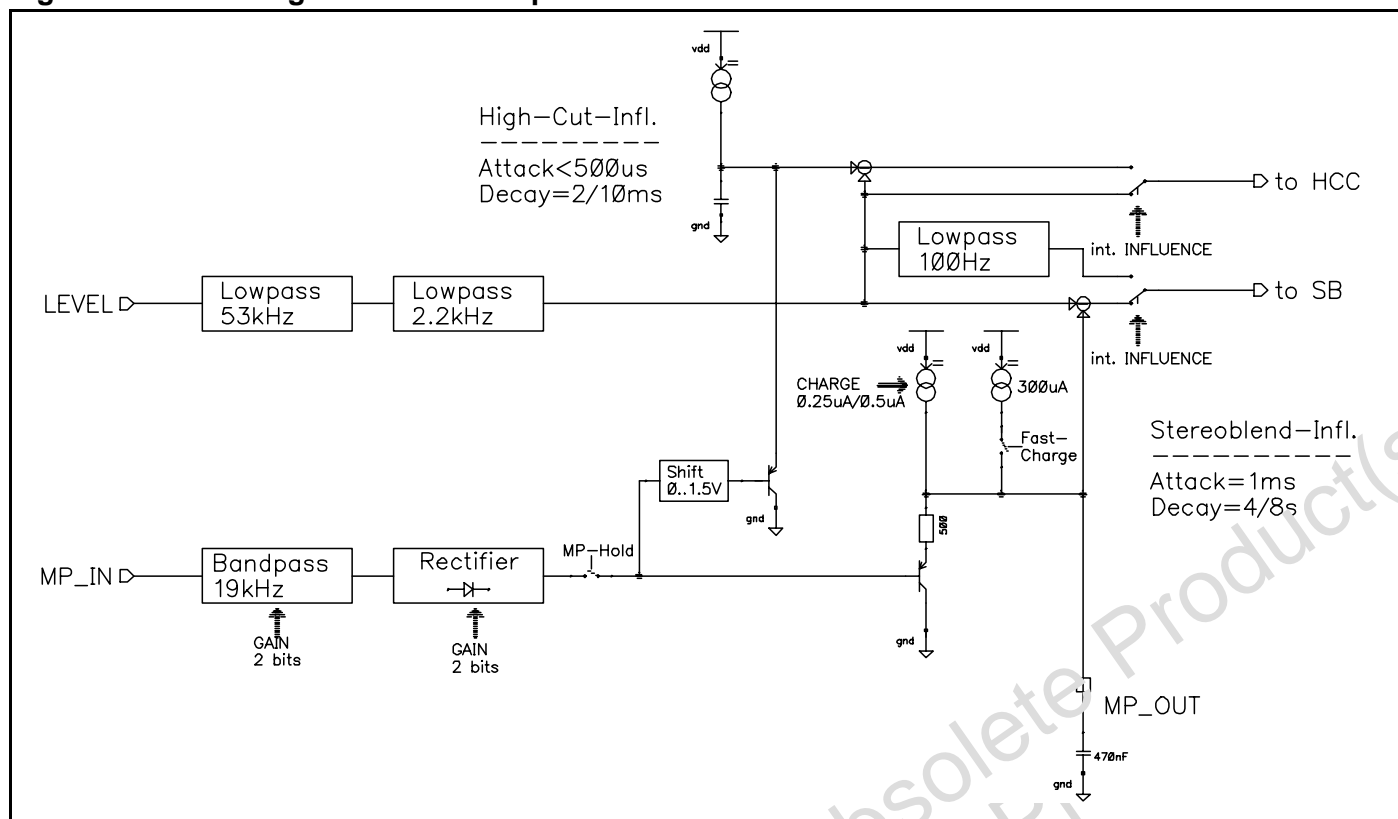 vdd
High-Cut-Infl.
Attack<500us
Decay=2/10ms
gnd
to HCC
Lowpass
100Hz
int. INFLUENCE
LEVEL
Lowpass
53kHz
Lowpass
2.2kHz
to SB
int. INFLUENCE
vdd
vdd
CHARGE
0.25uA/0.5uA
300uA
Fast-
Charge
Stereoblend-Infl.
Attack=1ms
Decay=4/8s
Shift
0..1.5V
gnd
500
MP_IN
Bandpass
19kHz
Rectifier
MP-Hold
GAIN
2 bits
GAIN
2 bits
gnd
MP_OUT
470nF
gnd